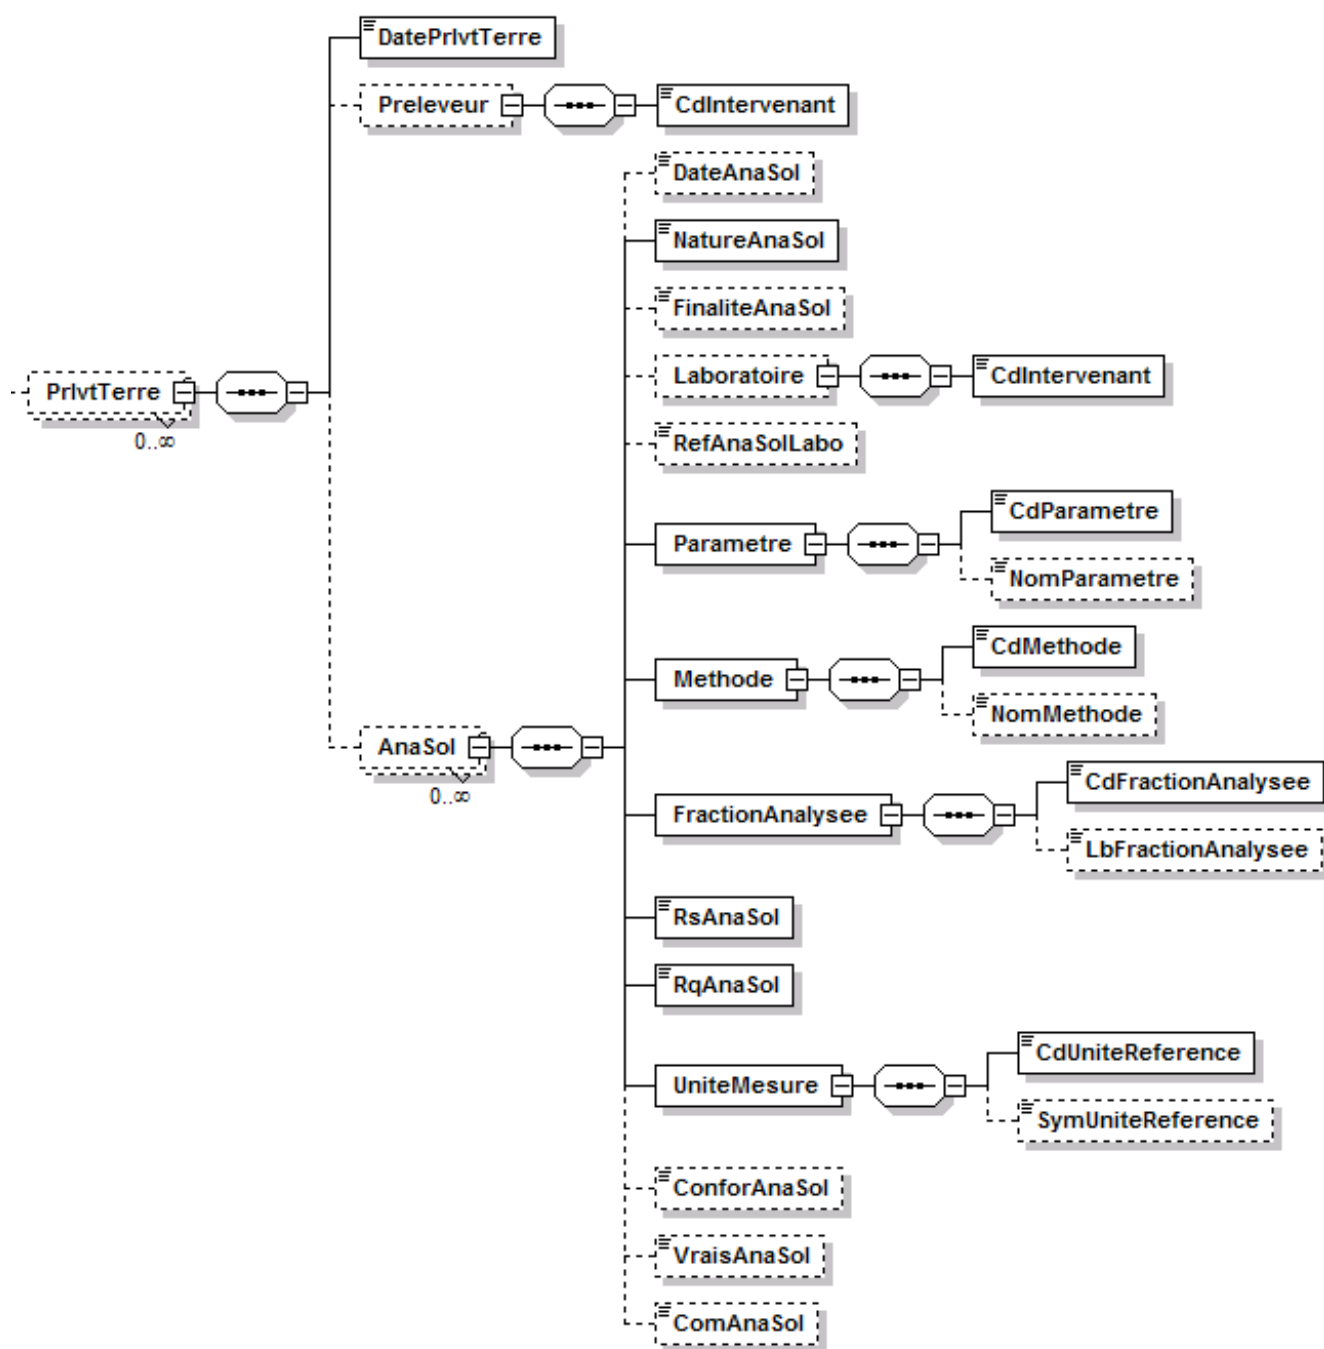 DatePrlvtTerre
Preleveur
CdIntervenant
DateAnaSol
NatureAnaSol
FinaliteAnaSol
Laboratoire
CdIntervenant
PrlvtTerre
0..∞
RefAnaSolLabo
CdParametre
Parametre
NomParametre
CdMethode
Methode
NomMethode
AnaSol
0..∞
CdFractionAnalysee
FractionAnalysee
LbFractionAnalysee
RsAnaSol
RqAnaSol
CdUniteReference
UniteMesure
SymUniteReference
ConforAnaSol
VraisAnaSol
ComAnaSol